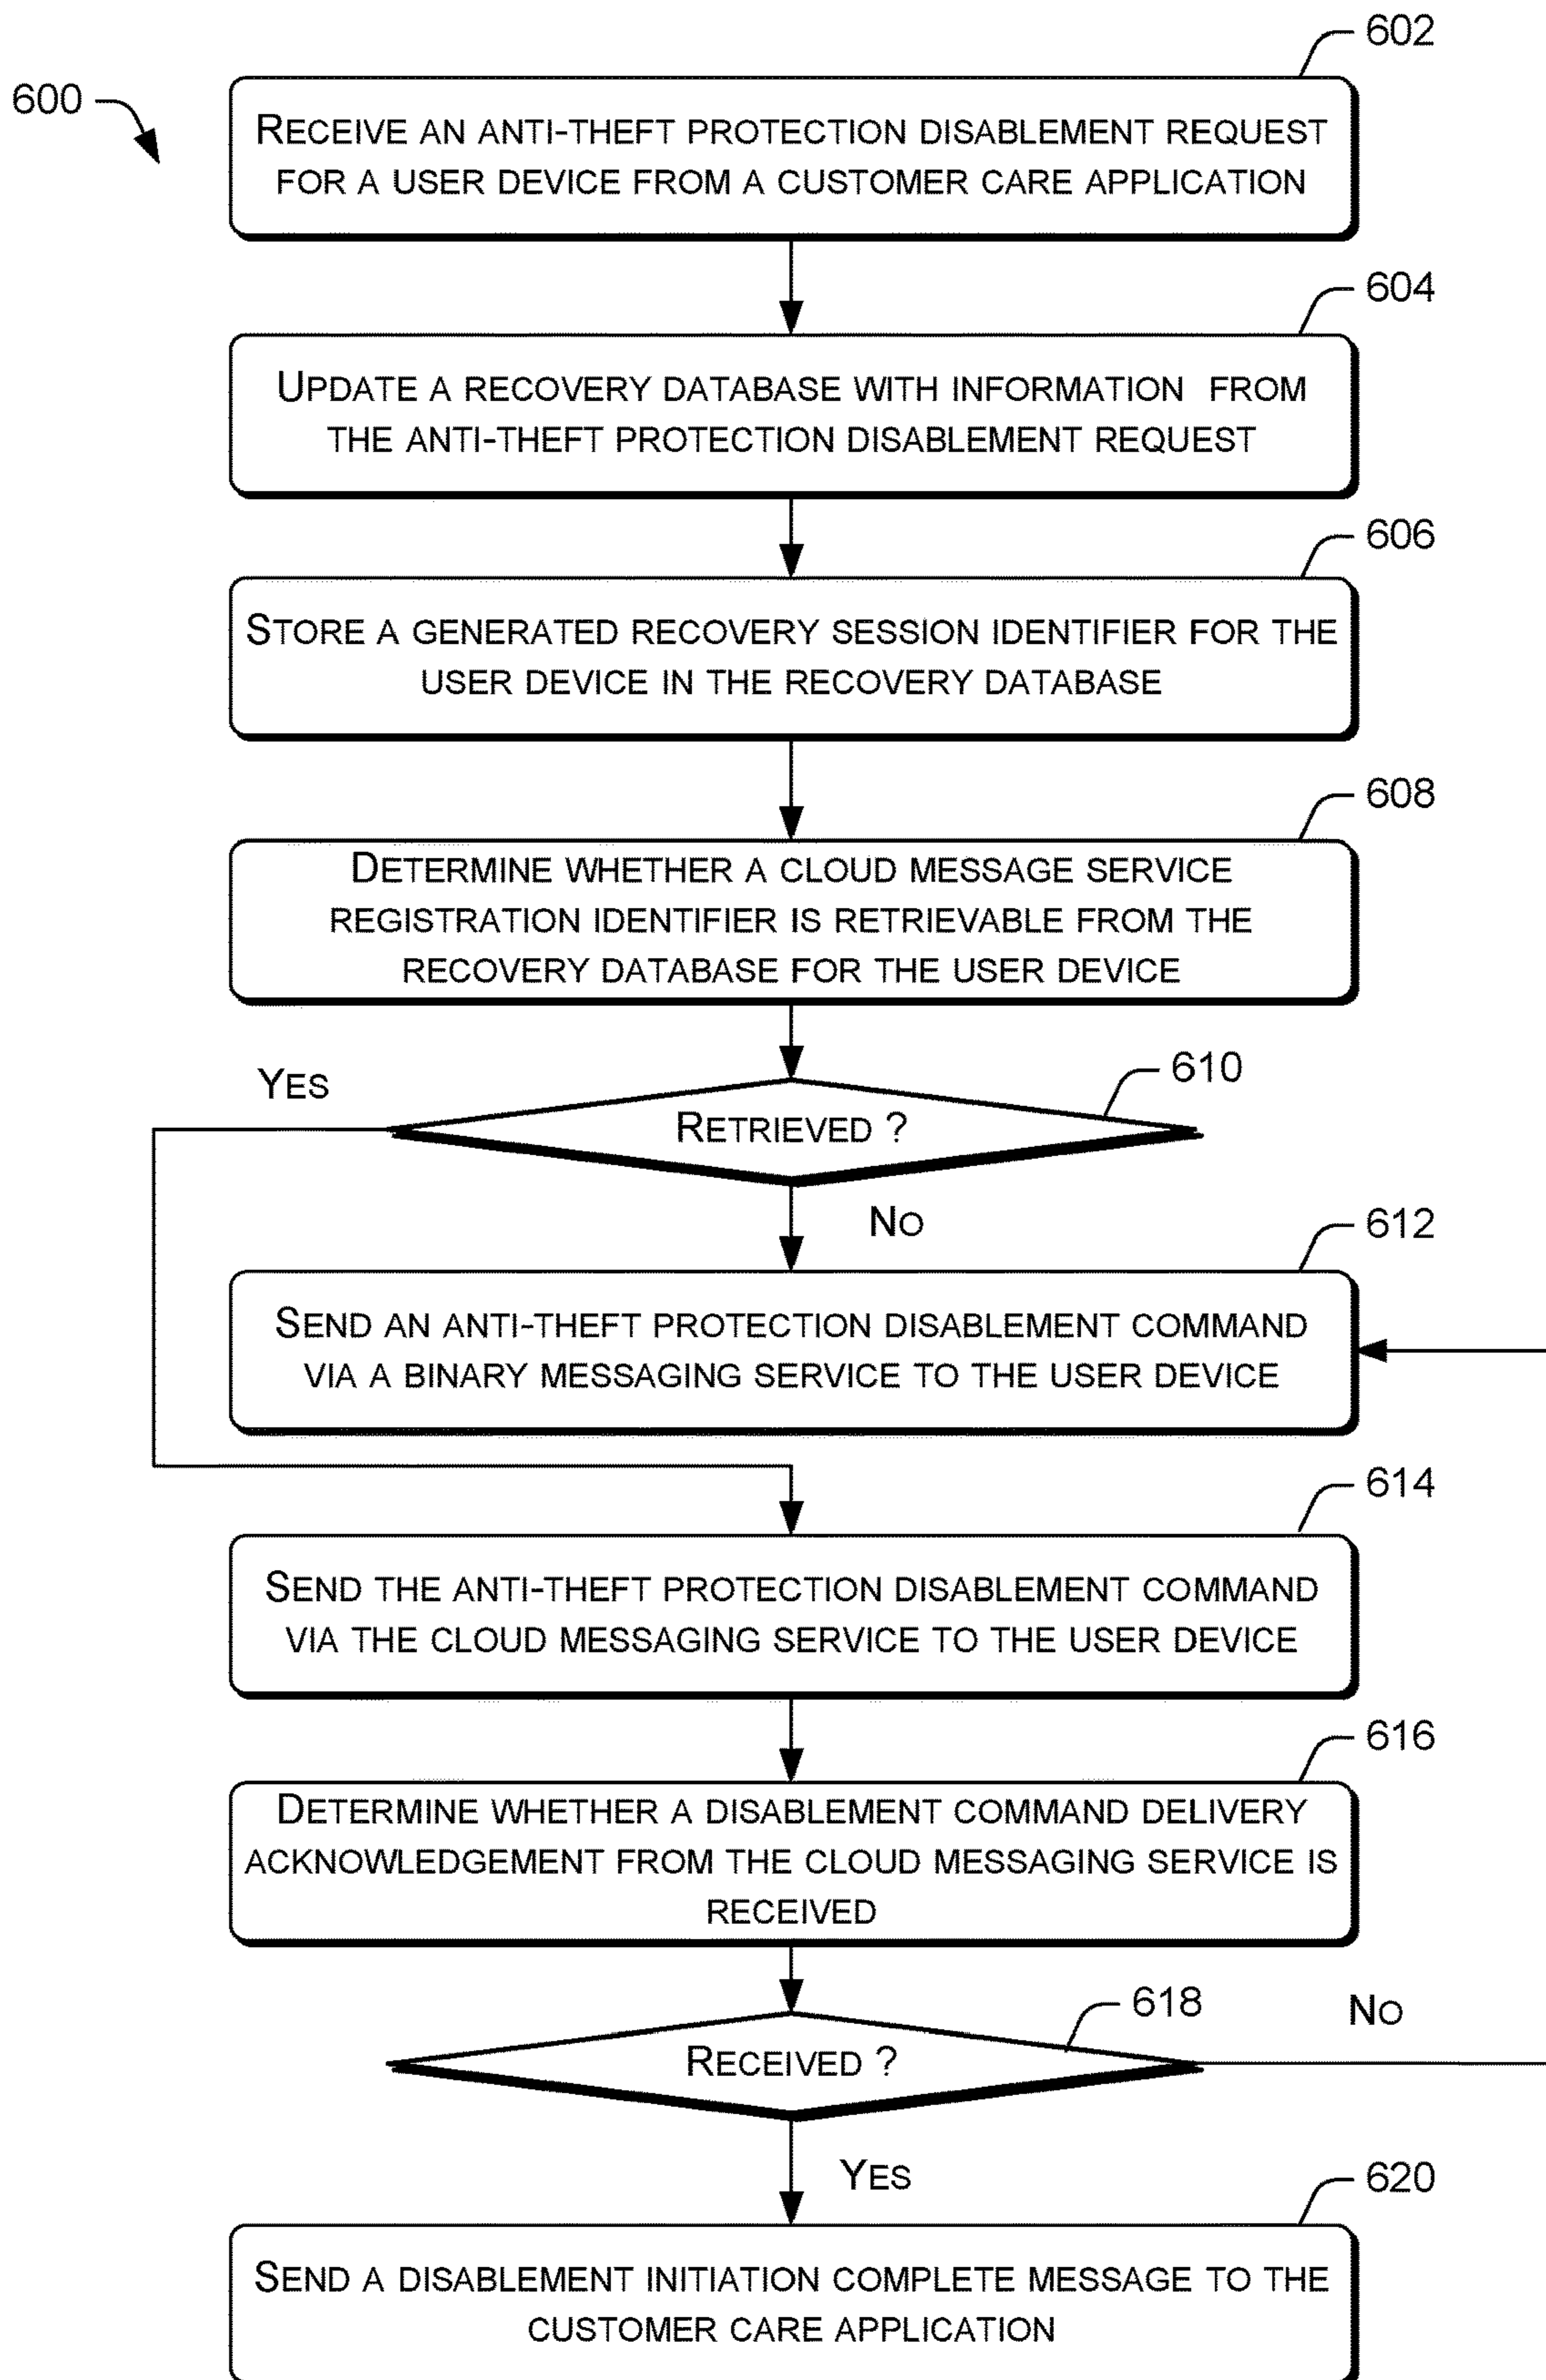 602
600
RECEIVE AN ANTI-THEFT PROTECTION DISABLEMENT REQUEST
FOR A USER DEVICE FROM A CUSTOMER CARE APPLICATION
604
UPDATE A RECOVERY DATABASE WITH INFORMATION FROM
THE ANTI-THEFT PROTECTION DISABLEMENT REQUEST
606
STORE A GENERATED RECOVERY SESSION IDENTIFIER FOR THE
USER DEVICE IN THE RECOVERY DATABASE
608
DETERMINE WHETHER A CLOUD MESSAGE SERVICE
REGISTRATION IDENTIFIER IS RETRIEVABLE FROM THE
RECOVERY DATABASE FOR THE USER DEVICE
610
YES
RETRIEVED ?
NO
612
SEND AN ANTI-THEFT PROTECTION DISABLEMENT COMMAND
VIA A BINARY MESSAGING SERVICE TO THE USER DEVICE
614
SEND THE ANTI-THEFT PROTECTION DISABLEMENT COMMAND
VIA THE CLOUD MESSAGING SERVICE TO THE USER DEVICE
616
DETERMINE WHETHER A DISABLEMENT COMMAND DELIVERY
ACKNOWLEDGEMENT FROM THE CLOUD MESSAGING SERVICE IS
RECEIVED
618
NO
RECEIVED ?
YES
620
SEND A DISABLEMENT INITIATION COMPLETE MESSAGE TO THE
CUSTOMER CARE APPLICATION